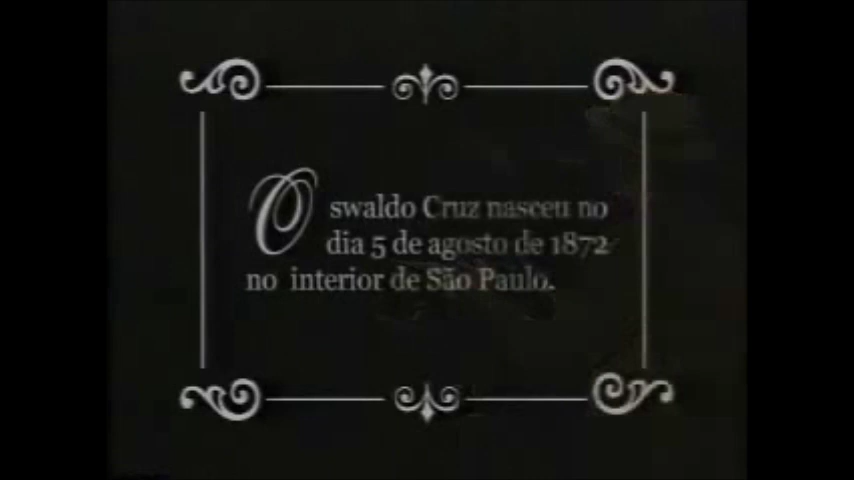 Oswaldo Cruz nasceu no
dia 5 de agosto de 1872
no interior de São Paulo.